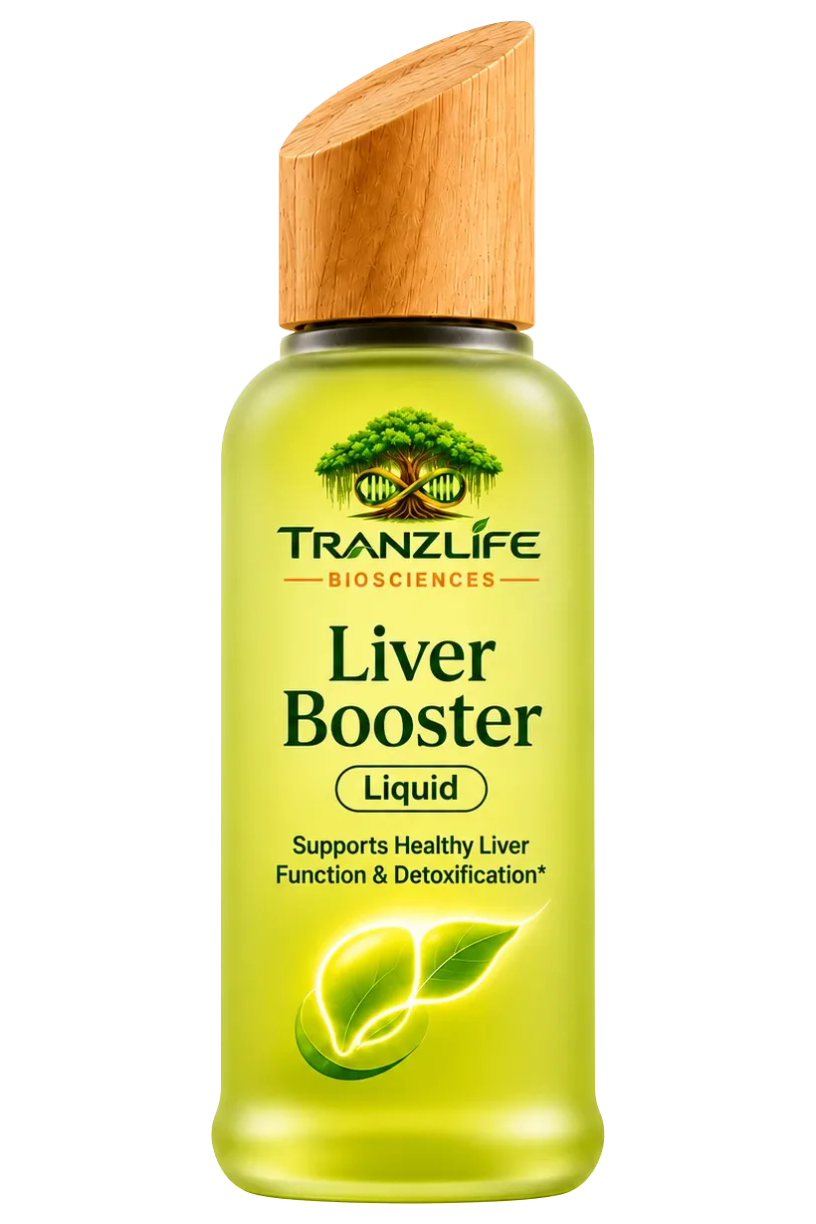 TRANZLIFE
BIOSCIENCES
Liver
Booster
Liquid
Supports Healthy Liver
Function & Detoxification*